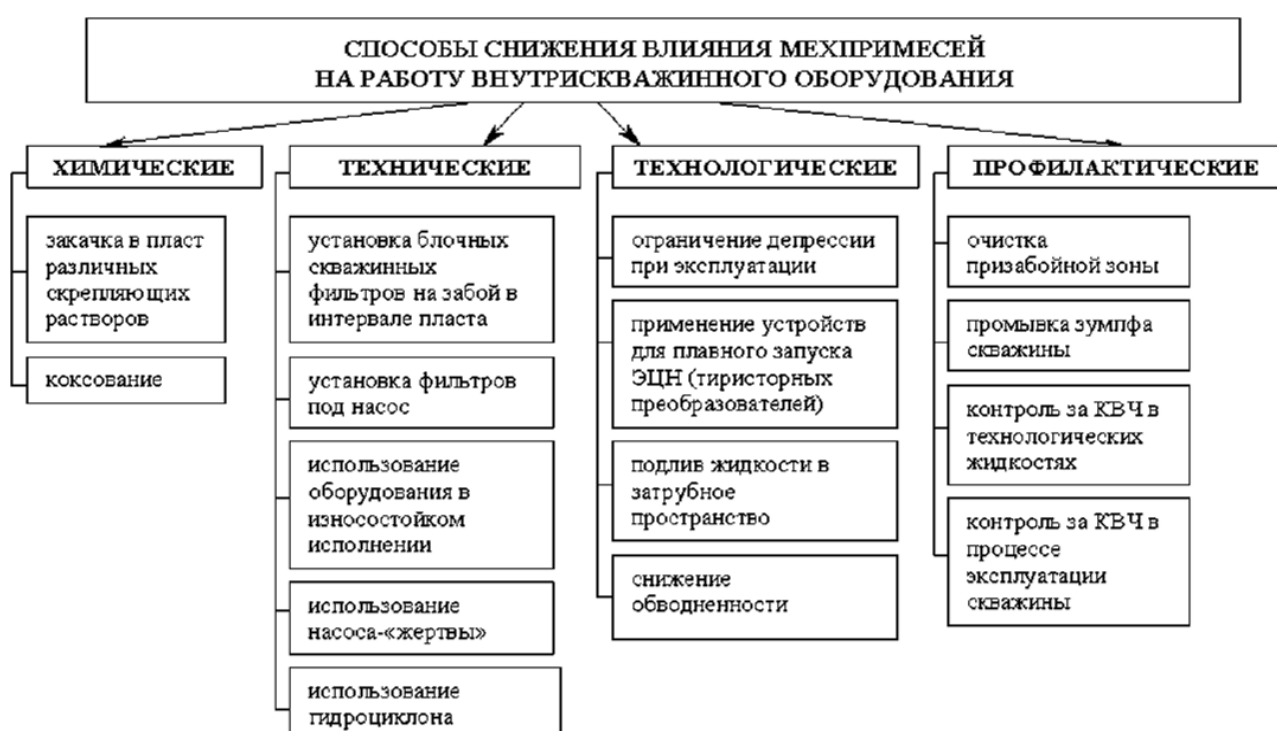 СПОСОБЫ СНИЖЕНИЯ ВЛИЯНИЯ МЕХПРИМЕСЕЙ
НА РАБОТУ ВНУТРИСКВАЖИННОГО ОБОРУДОВАНИЯ
ХИМИЧЕСКИЕ
закачка в пласт
различных
скрепляющих
растворов
коксование
ТЕХНИЧЕСКИЕ
установка блочных
скважинных
фильтров на забой в
интервале пласта
установка фильтров
под насос
использование
оборудования в
износостойком
исполнении
использование
насоса-«жертвы»
использование
гидроциклона
ТЕХНОЛОГИЧЕСКИЕ
ограничение депрессии
при эксплуатации
применение устройств
для плавного запуска
ЭЦН (тиристорных
преобразователей)
подлив жидкости в
затрубное
пространство
снижение
обводненности
ПРОФИЛАКТИЧЕСКИЕ
очистка
призабойной зоны
промывка зумпфа
скважины
контроль за КВЧ в
технологических
жидкостях
контроль за КВЧ в
процессе
эксплуатации
скважины